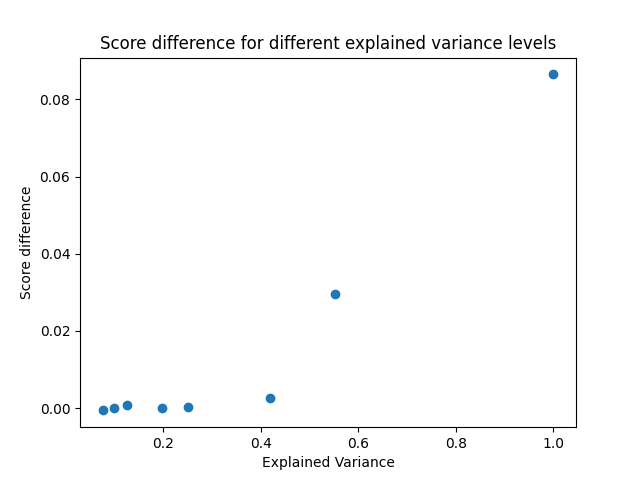 Score difference for different explained variance levels
0.08
0.06
0.04
0.02
0.00
Score difference
0.2 0.4 0.6 0.8 1.0
Explained Variance